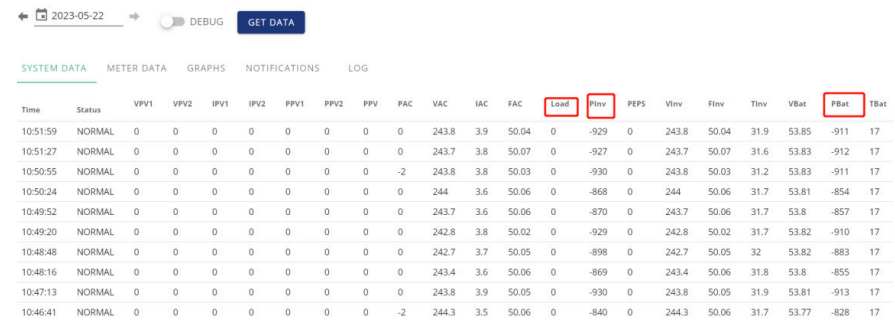 2023-05-22 DEBUG GET DATA
SYSTEM DATA METER DATA GRAPHS NOTIFICATIONS LOG
Time Status VPV1 VPV2 IPV1 IPV2 PPV1 PPV2 PPV PAC VAC IAC FAC Load PInv PEPS VInv FInv TInv VBat PBat TBat
10:51:59 NORMAL 0 0 0 0 0 0 0 0 243.8 3.9 50.04 0 -929 0 243.8 50.04 31.9 53.85 -911 17
10:51:27 NORMAL 0 0 0 0 0 0 0 0 243.7 3.8 50.07 0 -927 0 243.7 50.07 31.6 53.83 -912 17
10:50:55 NORMAL 0 0 0 0 0 0 0 -2 243.8 3.8 50.03 0 -930 0 243.8 50.03 31.2 53.83 -911 17
10:50:24 NORMAL 0 0 0 0 0 0 0 0 244 3.6 50.06 0 -868 0 244 50.06 31.7 53.81 -854 17
10:49:52 NORMAL 0 0 0 0 0 0 0 0 243.7 3.6 50.06 0 -870 0 243.7 50.06 31.7 53.8 -857 17
10:49:20 NORMAL 0 0 0 0 0 0 0 0 242.8 3.8 50.02 0 -929 0 242.8 50.02 31.7 53.82 -910 17
10:48:48 NORMAL 0 0 0 0 0 0 0 0 242.7 3.7 50.05 0 -898 0 242.7 50.05 32 53.82 -883 17
10:48:16 NORMAL 0 0 0 0 0 0 0 0 243.4 3.6 50.06 0 -869 0 243.4 50.06 31.8 53.8 -855 17
10:47:13 NORMAL 0 0 0 0 0 0 0 0 243.8 3.9 50.05 0 -930 0 243.8 50.05 31.9 53.81 -913 17
10:46:41 NORMAL 0 0 0 0 0 0 0 -2 244.3 3.5 50.06 0 -840 0 244.3 50.06 31.7 53.77 -828 17